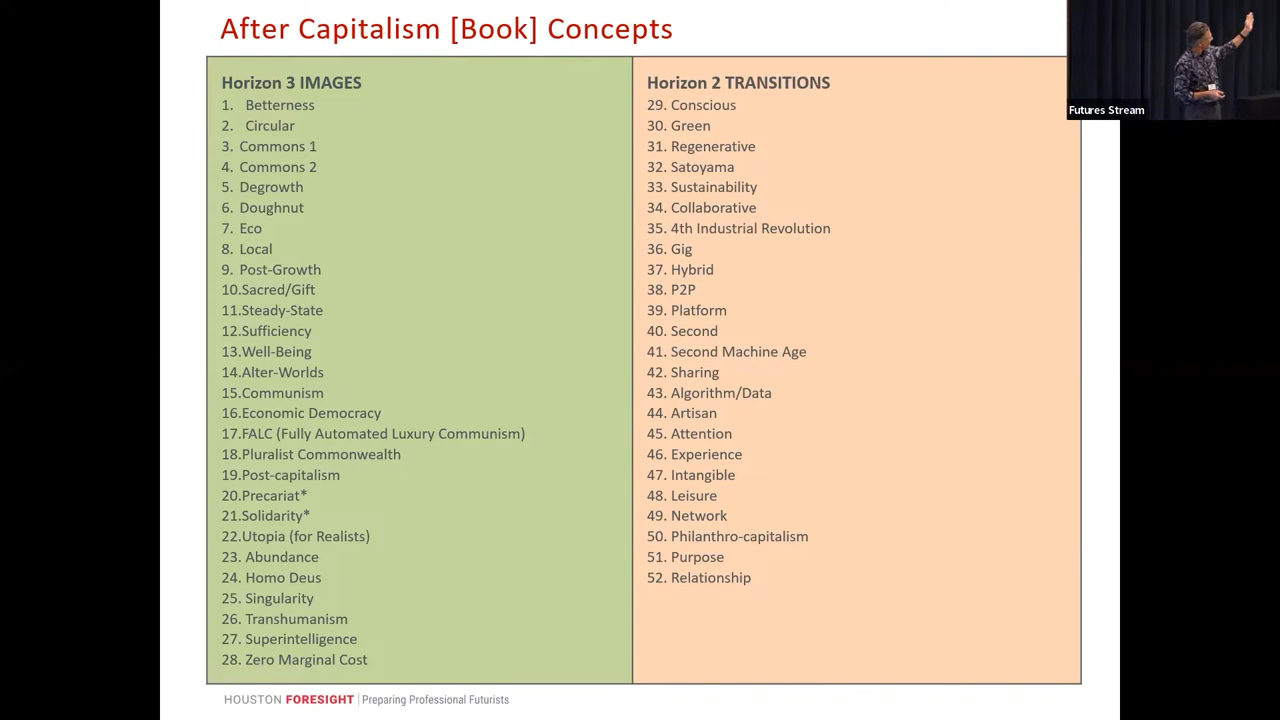 After Capitalism [Book] Concepts
Horizon 3 IMAGES
1. Betterness
2. Circular
3. Commons 1
4. Commons 2
5. Degrowth
6. Doughnut
7. Eco
8. Local
9. Post-Growth
10.Sacred/Gift
11.Steady-State
12.Sufficiency
13.Well-Being
14.Alter-Worlds
15.Communism
16.Economic Democracy
17.FALC (Fully Automated Luxury Communism)
18.Pluralist Commonwealth
19.Post-capitalism
20.Precariat*
21.Solidarity*
22.Utopia (for Realists)
23. Abundance
24. Homo Deus
25. Singularity
26. Transhumanism
27. Superintelligence
28. Zero Marginal Cost
Horizon 2 TRANSITIONS
29. Conscious
30. Green
31. Regenerative
32. Satoyama
33. Sustainability
34. Collaborative
35. 4th Industrial Revolution
36. Gig
37. Hybrid
38. P2P
39. Platform
40. Second
41. Second Machine Age
42. Sharing
43. Algorithm/Data
44. Artisan
45. Attention
46. Experience
47. Intangible
48. Leisure
49. Network
50. Philanthro-capitalism
51. Purpose
52. Relationship
Futures Stream
HOUSTON FORESIGHT | Preparing Professional Futurists